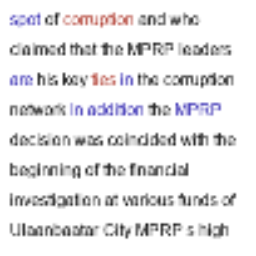 spot of corruption and who
claimed that the MPRP leaders
are his key ties in the corruption
network In addition the MPRP
decision was coincided with the
beginning of the financial
investigation at various funds of
Ulaanbaatar City MPRP s high